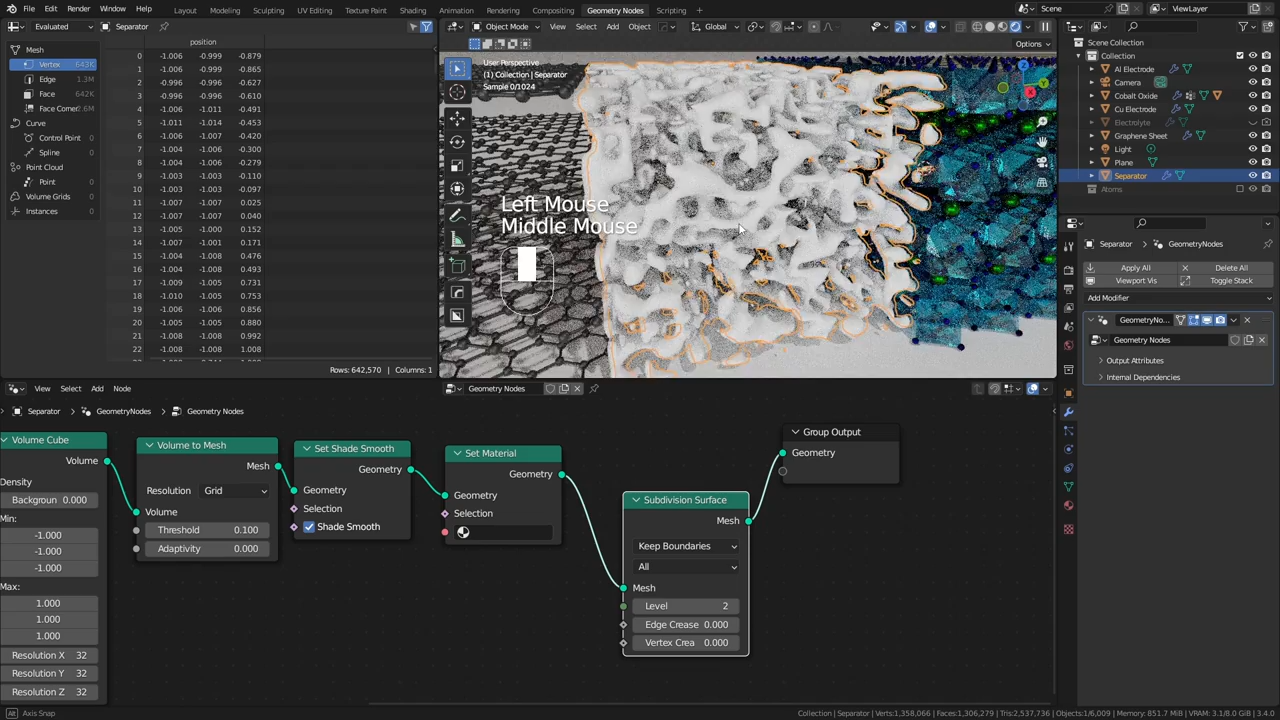 File Edit Render Window Help Layout Modeling Sculpting UV Editing Texture Paint Shading Animation Rendering Compositing Geometry Nodes Scripting Scene ViewLayer
Evaluated Separator
Object Mode View Select Add Object Global
Options
position
Mesh
Vertex 643K
Edge 1.3M
Face 642K
Face Corner 2.6M
Curve
Control Point 0
Spline 0
Point Cloud
Point 0
Volume Grids 0
Instances 0
0 -1.006 -0.999 -0.879
1 -1.006 -0.999 -0.865
2 -0.996 -0.996 -0.627
3 -0.996 -0.996 -0.610
4 -1.006 -1.011 -0.491
5 -1.011 -1.014 -0.453
6 -1.006 -1.007 -0.420
7 -1.006 -1.007 -0.300
8 -1.004 -1.006 -0.279
9 -1.003 -1.003 -0.110
10 -1.003 -1.003 -0.097
11 -1.007 -1.007 0.025
12 -1.007 -1.007 0.040
13 -1.006 -1.003 0.152
14 -1.007 -1.001 0.171
15 -1.008 -1.004 0.476
16 -1.008 -1.004 0.493
17 -1.009 -1.009 0.731
18 -1.010 -1.005 0.753
19 -1.006 -1.005 0.856
20 -1.005 -1.005 0.880
21 -1.008 -1.008 0.992
22 -1.008 -1.008 1.008
Rows: 642,570 | Columns: 1
User Perspective
(1) Collection | Separator
Sample 0/1024
Left Mouse
Middle Mouse
Scene Collection
Collection
Al Electrode
Camera
Cobalt Oxide
Cu Electrode
Electrolyte
Graphene Sheet
Light
Plane
Separator
Atoms
Separator GeometryNodes
Apply All Delete All
Viewport Vis Toggle Stack
Add Modifier
GeometryNo...
Geometry Nodes
Output Attributes
Internal Dependencies
View Select Add Node Geometry Nodes
Separator GeometryNodes Geometry Nodes
Volume Cube
Volume
Density
Backgroun 0.000
Min:
-1.000
-1.000
-1.000
Max:
1.000
1.000
1.000
Resolution X 32
Resolution Y 32
Resolution Z 32
Volume to Mesh
Mesh
Resolution Grid
Volume
Threshold 0.100
Adaptivity 0.000
Set Shade Smooth
Geometry
Geometry
Selection
Shade Smooth
Set Material
Geometry
Geometry
Selection
Subdivision Surface
Mesh
Keep Boundaries
All
Mesh
Level 2
Edge Crease 0.000
Vertex Crea 0.000
Group Output
Geometry
Alt Axis Snap
Collection | Separator | Verts:1,358,066 | Faces:1,306,279 | Tris:2,537,736 | Objects:1/6,009 | Memory: 851.7 MiB | VRAM: 3.1/8.0 GiB | 3.4.0